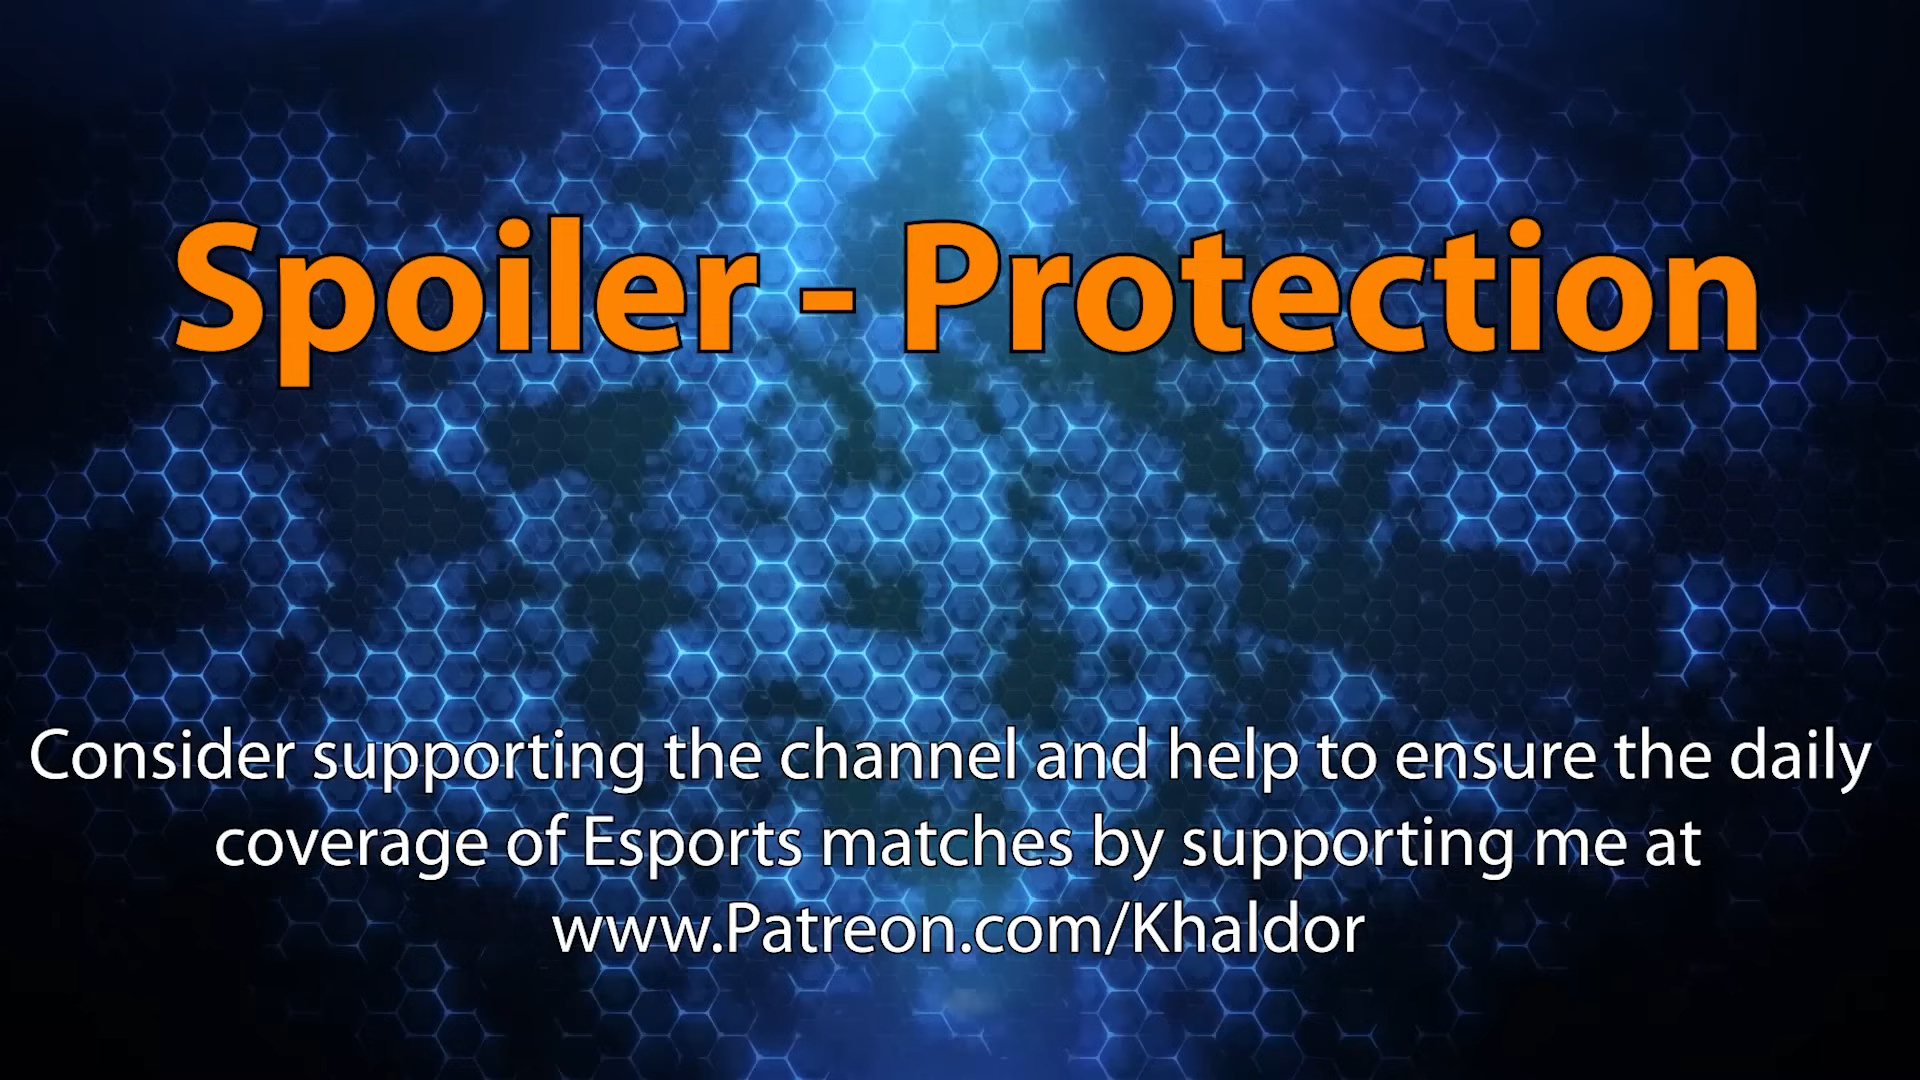 Spoiler - Protection
Consider supporting the channel and help to ensure the daily
coverage of Esports matches by supporting me at
www.Patreon.com/Khaldor